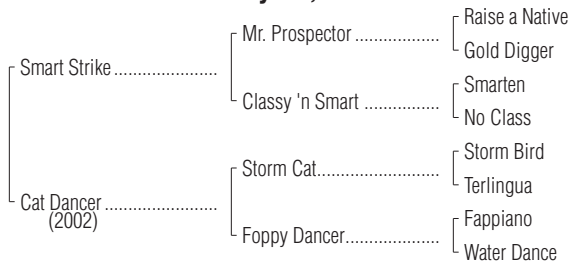 Raise a Native
Mr. Prospector ..................
Gold Digger
Smart Strike ......................
Smarten
Classy 'n Smart ................
No Class
Storm Bird
Storm Cat..........................
Terlingua
Cat Dancer ........................
(2002)
Fappiano
Foppy Dancer....................
Water Dance